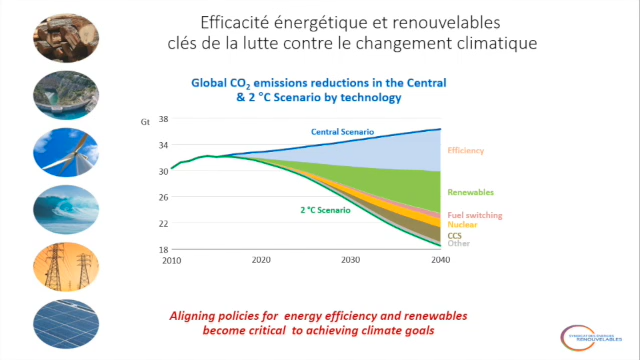 Efficacité énergétique et renouvelables
clés de la lutte contre le changement climatique
Global CO2 emissions reductions in the Central
& 2 °C Scenario by technology
Gt
38
34
30
26
22
18
2010
2020
2030
2040
Central Scenario
2 °C Scenario
Efficiency
Renewables
Fuel switching
Nuclear
CCS
Other
Aligning policies for energy efficiency and renewables
become critical to achieving climate goals
SYNDICAT DES ÉNERGIES
RENOUVELABLES